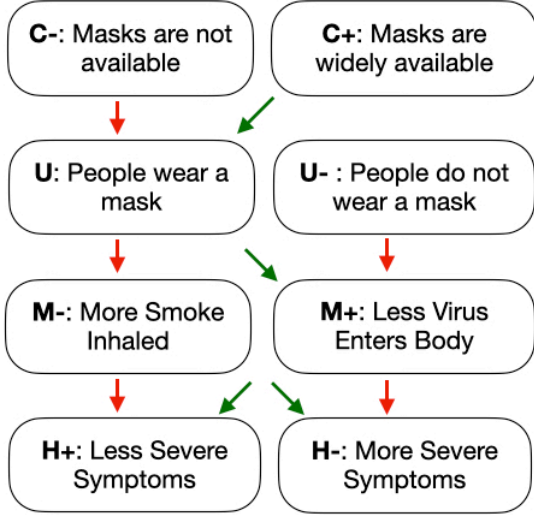 C-: Masks are not
available
C+: Masks are
widely available
U: People wear a
mask
U- : People do not
wear a mask
M-: More Smoke
Inhaled
M+: Less Virus
Enters Body
H+: Less Severe
Symptoms
H-: More Severe
Symptoms